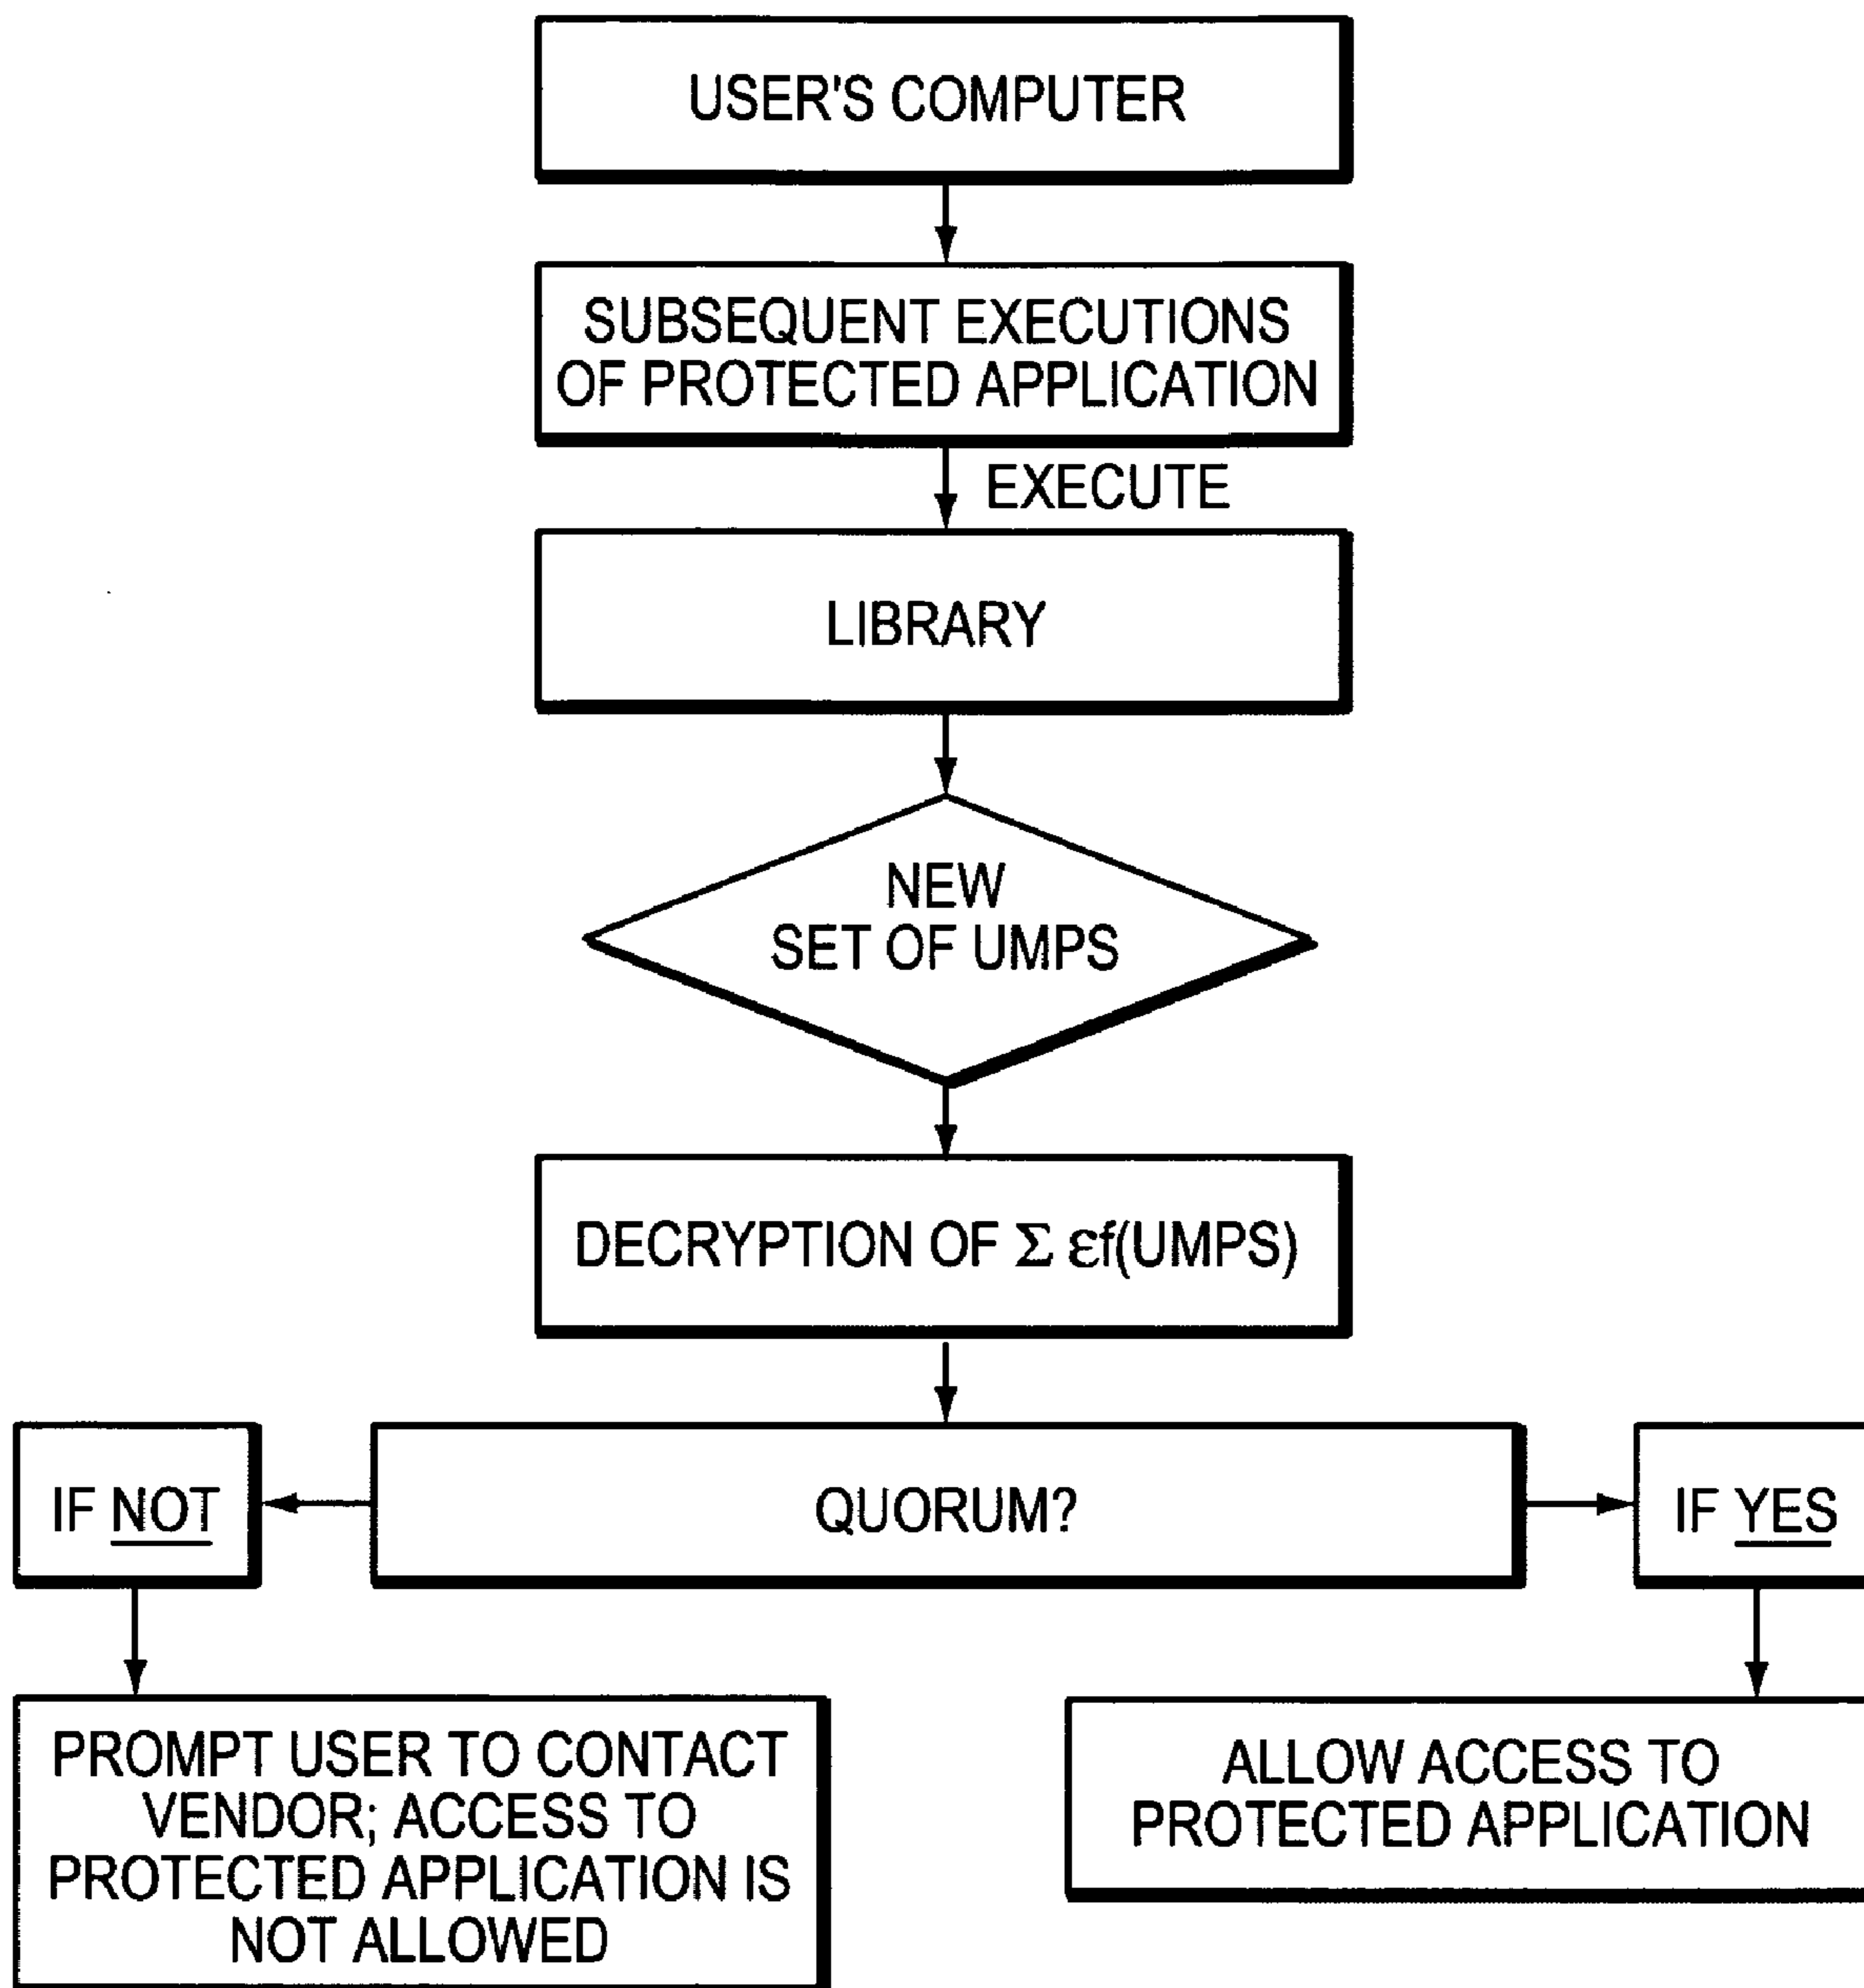 USER'S COMPUTER
SUBSEQUENT EXECUTIONS
OF PROTECTED APPLICATION
EXECUTE
LIBRARY
NEW
SET OF UMPS
DECRYPTION OF Σ εf(UMPS)
IF NOT
QUORUM?
IF YES
PROMPT USER TO CONTACT
VENDOR; ACCESS TO
PROTECTED APPLICATION IS
NOT ALLOWED
ALLOW ACCESS TO
PROTECTED APPLICATION